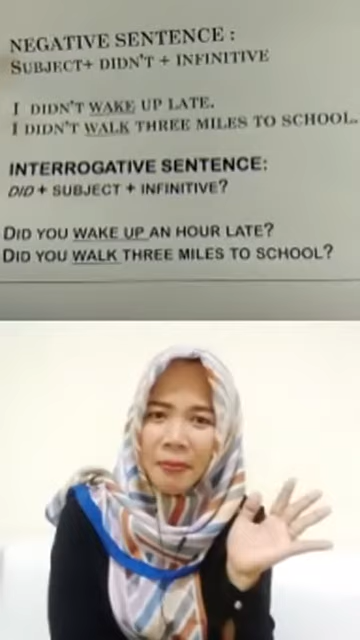 NEGATIVE SENTENCE :
SUBJECT+ DIDN'T + INFINITIVE
I DIDN'T WAKE UP LATE.
I DIDN'T WALK THREE MILES TO SCHOOL.
INTERROGATIVE SENTENCE:
DID + SUBJECT + INFINITIVE?
DID YOU WAKE UP AN HOUR LATE?
DID YOU WALK THREE MILES TO SCHOOL?